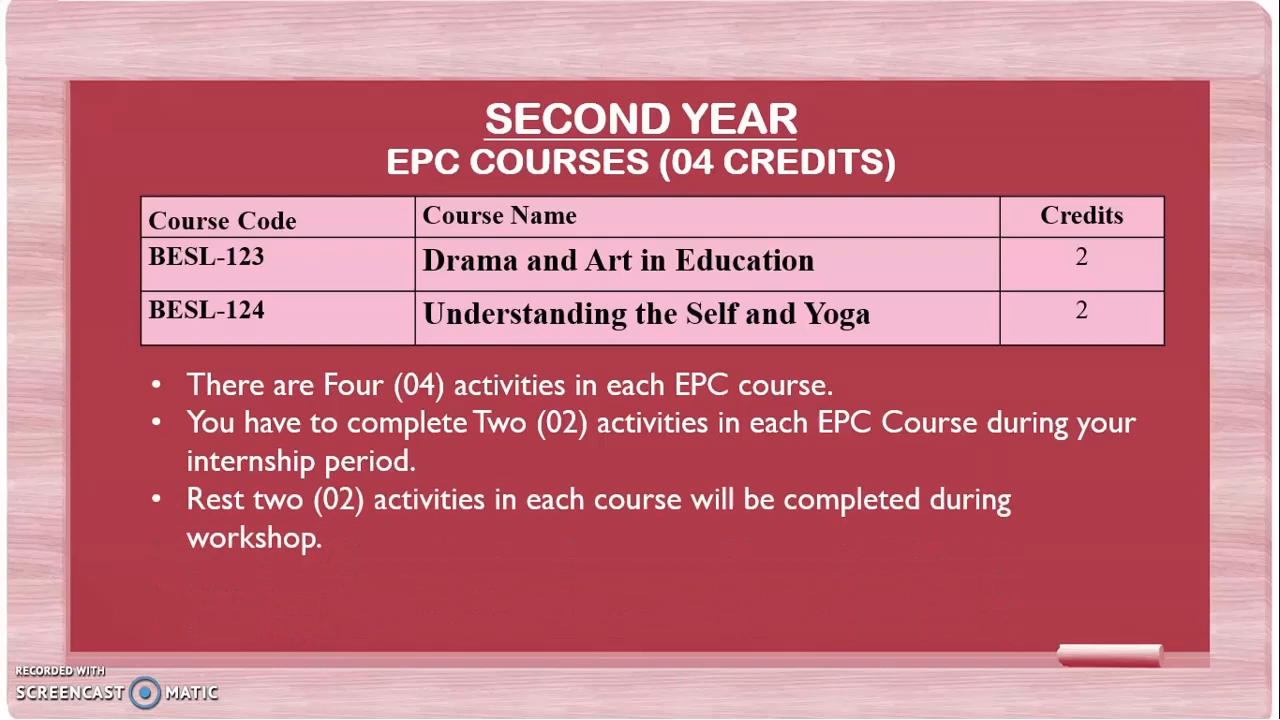 SECOND YEAR
EPC COURSES (04 CREDITS)
Course Code Course Name Credits
BESL-123 Drama and Art in Education 2
BESL-124 Understanding the Self and Yoga 2
• There are Four (04) activities in each EPC course.
• You have to complete Two (02) activities in each EPC Course during your
internship period.
• Rest two (02) activities in each course will be completed during
workshop.
RECORDED WITH
SCREENCAST MATIC